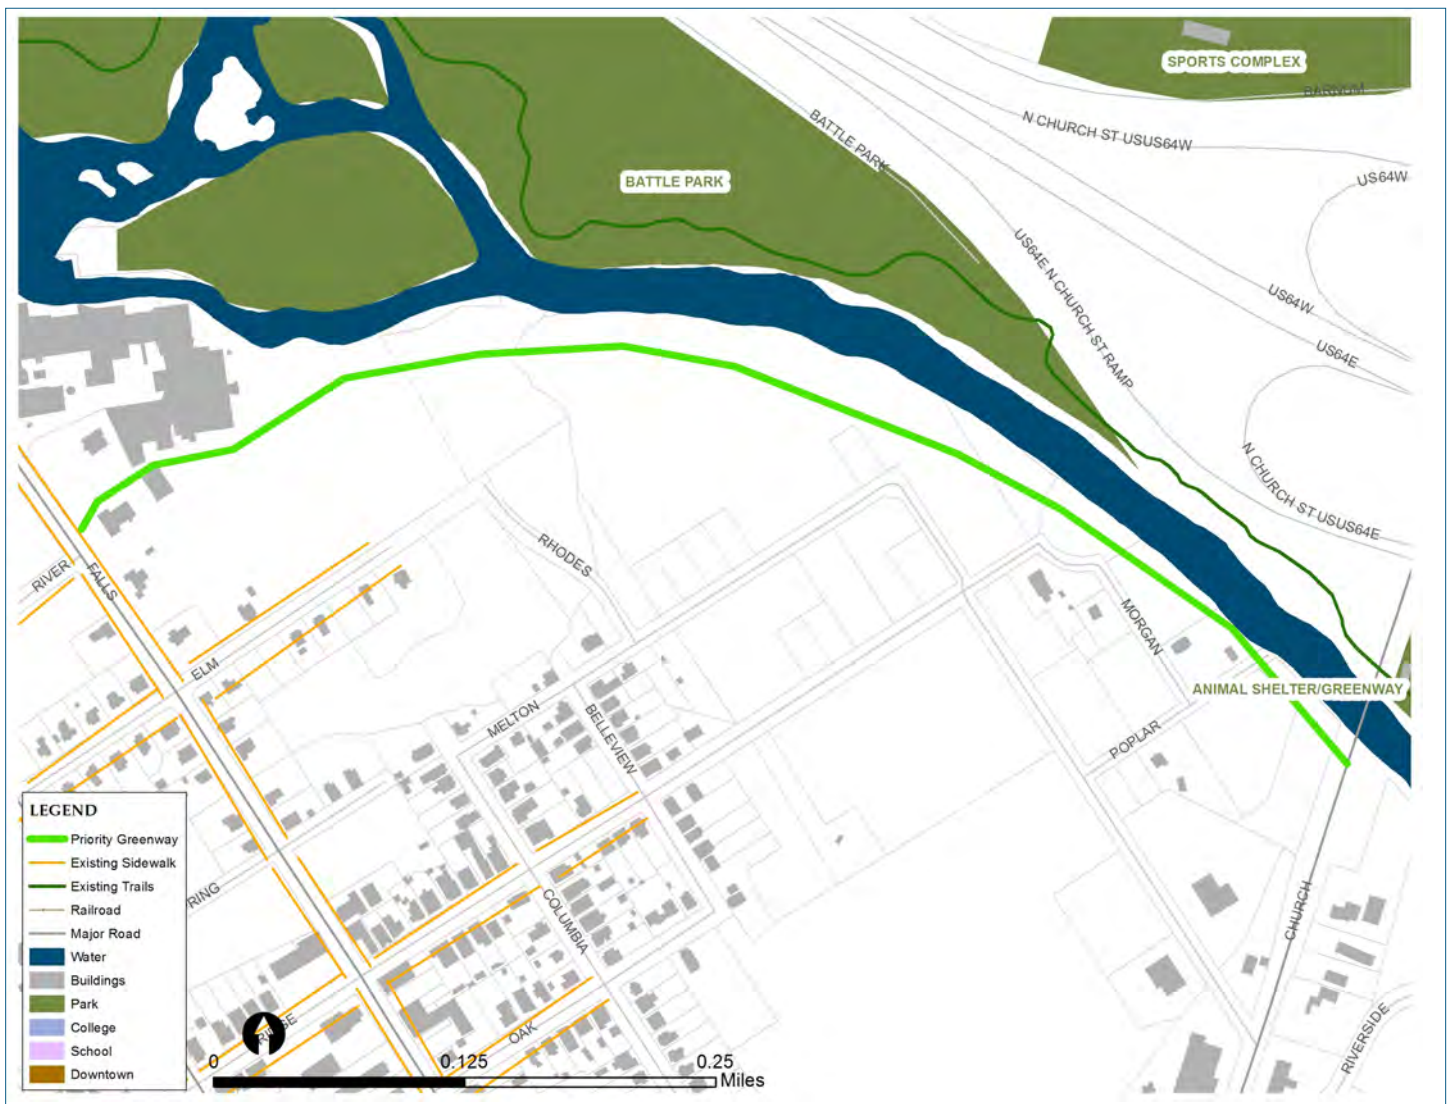 SPORTS COMPLEX
BARNUM
N CHURCH ST USUS64W
BATTLE PARK
US64W
BATTLE PARK
US64E-N CHURCH ST RAMP
US64W
US64E
N CHURCH ST USUS64E
RIVER
FALLS
RHODES
MORGAN
ELM
ANIMAL SHELTER/GREENWAY
MELTON
BELLEVIEW
POPLAR
LEGEND
Priority Greenway
Existing Sidewalk
Existing Trails
Railroad
Major Road
Water
Buildings
Park
College
School
Downtown
RING
COLUMBIA
CHURCH
OAK
RIVERSIDE
0
0.125
0.25
Miles